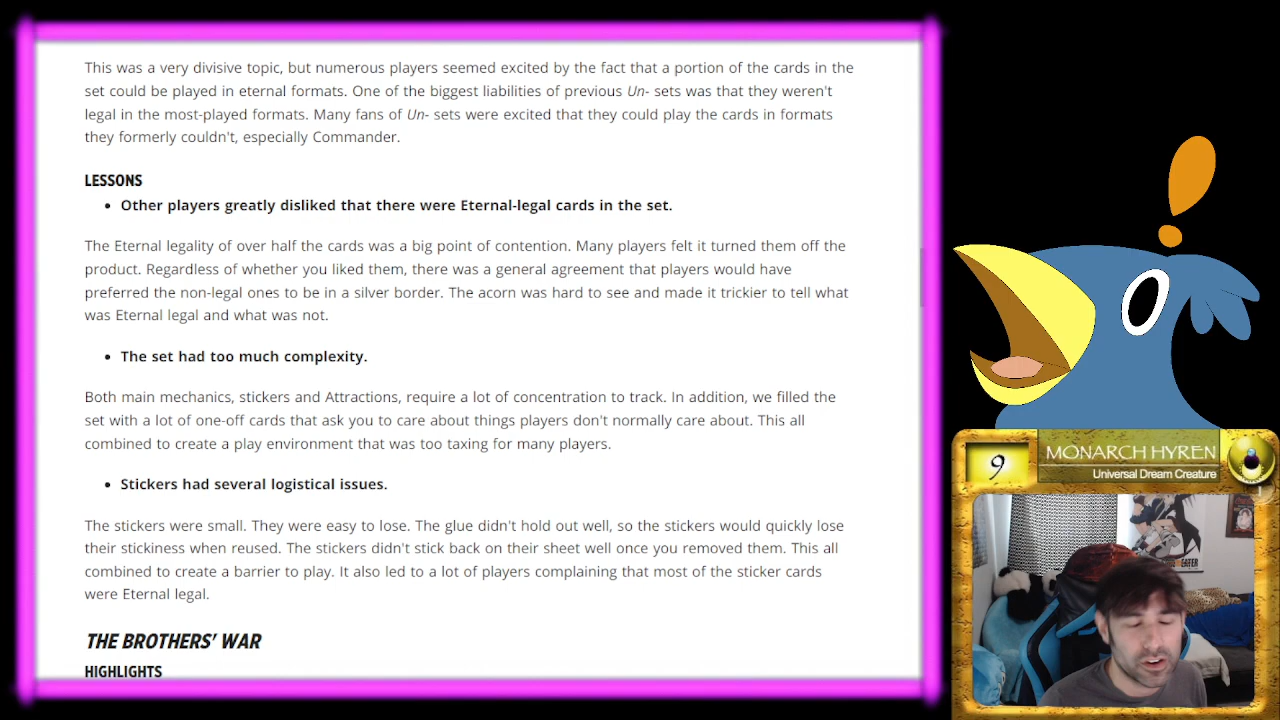 This was a very divisive topic, but numerous players seemed excited by the fact that a portion of the cards in the
set could be played in eternal formats. One of the biggest liabilities of previous Un- sets was that they weren't
legal in the most-played formats. Many fans of Un- sets were excited that they could play the cards in formats
they formerly couldn't, especially Commander.
LESSONS
• Other players greatly disliked that there were Eternal-legal cards in the set.
The Eternal legality of over half the cards was a big point of contention. Many players felt it turned them off the
product. Regardless of whether you liked them, there was a general agreement that players would have
preferred the non-legal ones to be in a silver border. The acorn was hard to see and made it trickier to tell what
was Eternal legal and what was not.
• The set had too much complexity.
Both main mechanics, stickers and Attractions, require a lot of concentration to track. In addition, we filled the
set with a lot of one-off cards that ask you to care about things players don't normally care about. This all
combined to create a play environment that was too taxing for many players.
• Stickers had several logistical issues.
The stickers were small. They were easy to lose. The glue didn't hold out well, so the stickers would quickly lose
their stickiness when reused. The stickers didn't stick back on their sheet well once you removed them. This all
combined to create a barrier to play. It also led to a lot of players complaining that most of the sticker cards
were Eternal legal.
THE BROTHERS' WAR
HIGHLIGHTS
9
MONARCH HYREN
Universal Dream Creature